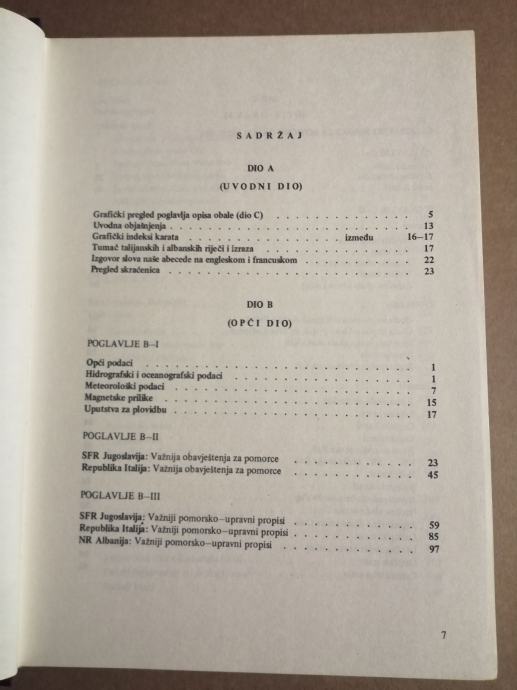 SADRŽAJ
DIO A
(UVODNI DIO)
Grafički pregled poglavlja opisa obale (dio C) . . . . . . . . . . . . . 5
Uvodna objašnjenja . . . . . . . . . . . . . . . . . . . . . . . 13
Grafički indeksi karata . . . . . . . . . . . . . . . između 16—17
Tumač talijanskih i albanskih riječi i izraza . . . . . . . . . . . . . . . 17
Izgovor slova naše abecede na engleskom i francuskom . . . . . . . . . . 22
Pregled skraćenica . . . . . . . . . . . . . . . . . . . . . . . 23
DIO B
(OPĆI DIO)
POGLAVLJE B—I
Opći podaci . . . . . . . . . . . . . . . . . . . . . . . . . 1
Hidrografski i oceanografski podaci . . . . . . . . . . . . . . . . . 1
Meteorološki podaci . . . . . . . . . . . . . . . . . . . . . . . 7
Magnetske prilike . . . . . . . . . . . . . . . . . . . . . . . . 15
Uputstva za plovidbu . . . . . . . . . . . . . . . . . . . . . . 17
POGLAVLJE B—II
SFR Jugoslavija: Važnija obavještenja za pomorce . . . . . . . . . . . 23
Republika Italija: Važnija obavještenja za pomorce . . . . . . . . . . . 45
POGLAVLJE B—III
SFR Jugoslavija: Važniji pomorsko—upravni propisi . . . . . . . . . . . 59
Republika Italija: Važniji pomorsko—upravni propisi . . . . . . . . . . . 85
NR Albanija: Važniji pomorsko—upravni propisi . . . . . . . . . . . . 97
7